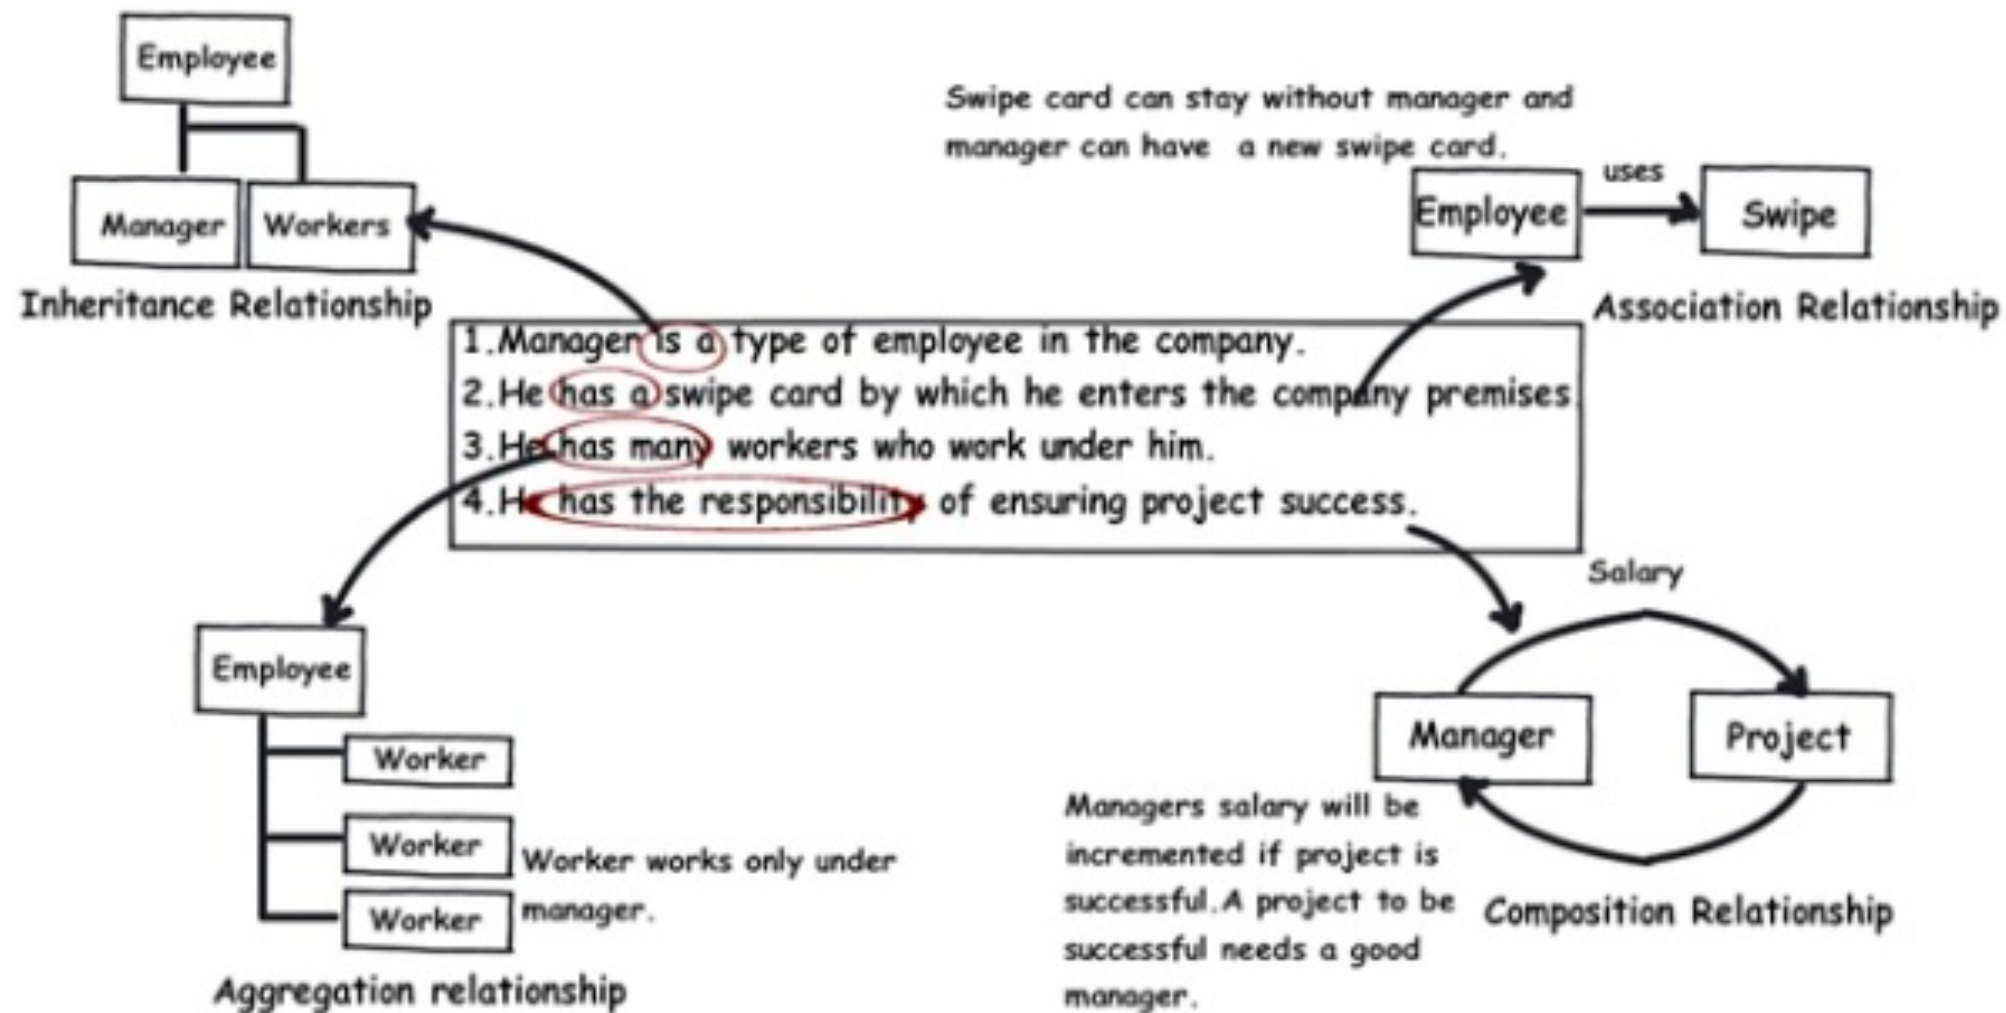 Employee
Manager
Workers
Inheritance Relationship
Swipe card can stay without manager and
manager can have a new swipe card.
Employee
uses
Swipe
Association Relationship
1.Manager is a type of employee in the company.
2.He has a swipe card by which he enters the company premises
3.He has many workers who work under him.
4.He has the responsibility of ensuring project success.
Employee
Worker
Worker
Worker
Worker works only under
manager.
Aggregation relationship
Salary
Manager
Project
Managers salary will be
incremented if project is
successful.A project to be
successful needs a good
manager.
Composition Relationship